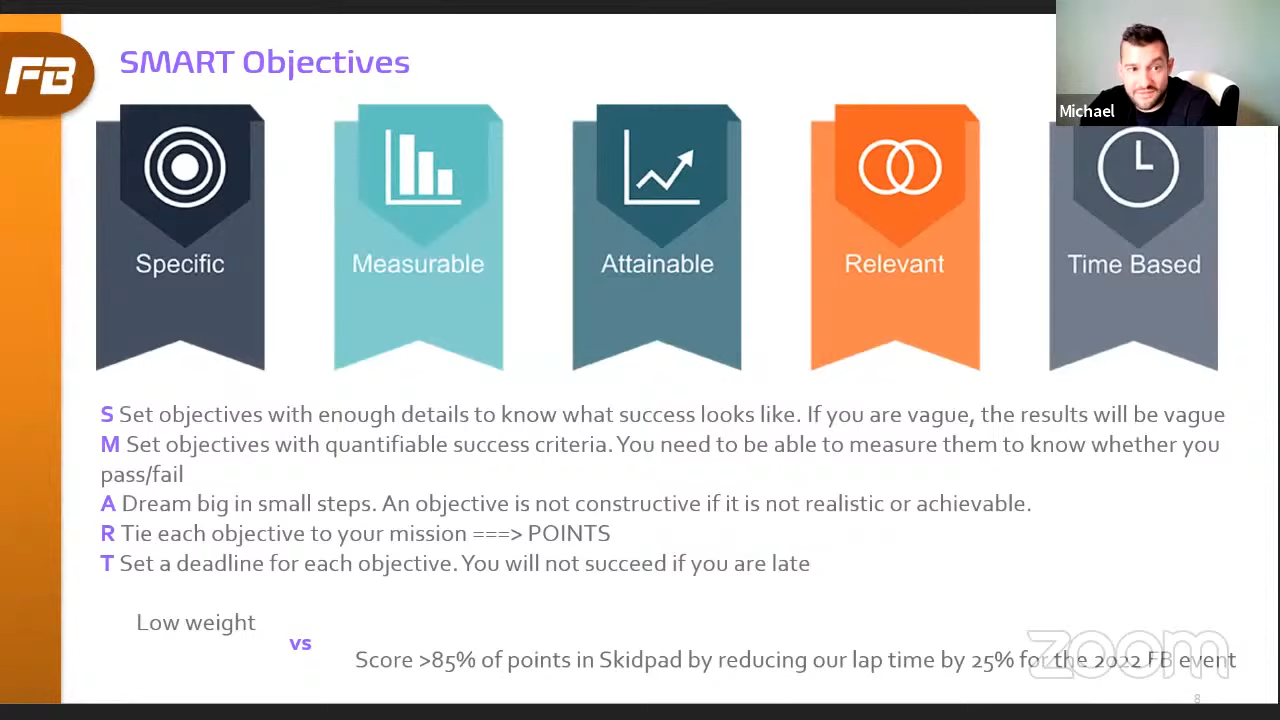 FB
SMART Objectives
Michael
Specific
Measurable
Attainable
Relevant
Time Based
S Set objectives with enough details to know what success looks like. If you are vague, the results will be vague
M Set objectives with quantifiable success criteria. You need to be able to measure them to know whether you
pass/fail
A Dream big in small steps. An objective is not constructive if it is not realistic or achievable.
R Tie each objective to your mission ===> POINTS
T Set a deadline for each objective. You will not succeed if you are late
Low weight
vs
Score >85% of points in Skidpad by reducing our lap time by 25% for the 2022 FB event
zoom
8